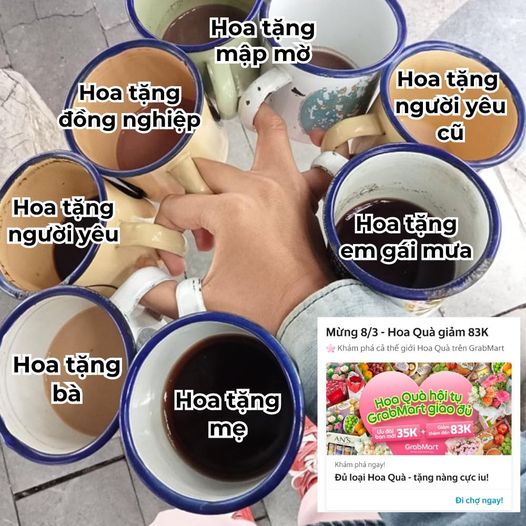 Hoa tặng
mập mờ
Hoa tặng
đồng nghiệp
Hoa tặng
người yêu
cũ
Hoa tặng
người yêu
Hoa tặng
em gái mưa
Hoa tặng
bà
Hoa tặng
mẹ
Mừng 8/3 - Hoa Quà giảm 83K
🌸 Khám phá cả thế giới Hoa Quà trên GrabMart
Hoa Quà hội tụ
GrabMart giao đủ
Ưu đãi
bạn mới 35K + Giảm
thêm đến 83K
GrabMart
AN'S
Khám phá ngay!
Đủ loại Hoa Quà - tặng nàng cực iu!
Đi chợ ngay!